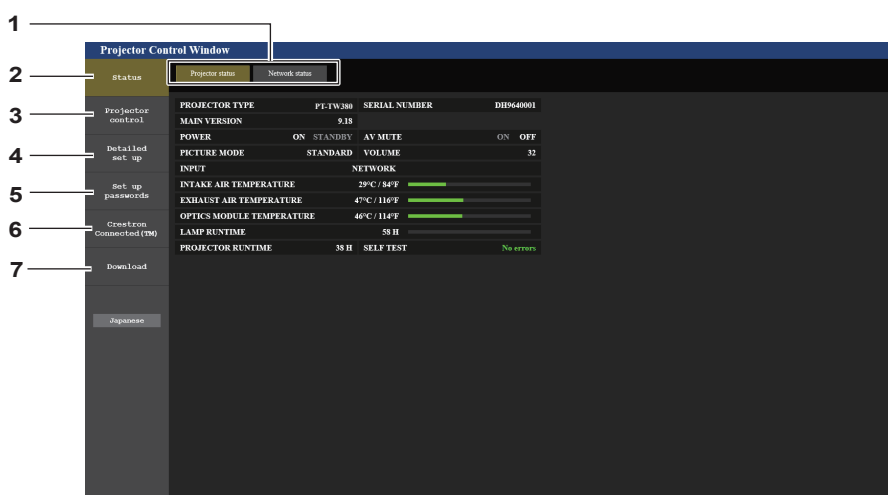 1
Projector Control Window
2
Status
Projector status Network status
3
Projector
control
4
Detailed
set up
5
Set up
passwords
6
Crestron
Connected(TM)
7
Download
Japanese
PROJECTOR TYPE PT-TW380 SERIAL NUMBER DH9640001
MAIN VERSION 9.18
POWER ON STANDBY AV MUTE ON OFF
PICTURE MODE STANDARD VOLUME 32
INPUT NETWORK
INTAKE AIR TEMPERATURE 29°C / 84°F
EXHAUST AIR TEMPERATURE 47°C / 116°F
OPTICS MODULE TEMPERATURE 46°C / 114°F
LAMP RUNTIME 58 H
PROJECTOR RUNTIME 38 H SELF TEST No errors